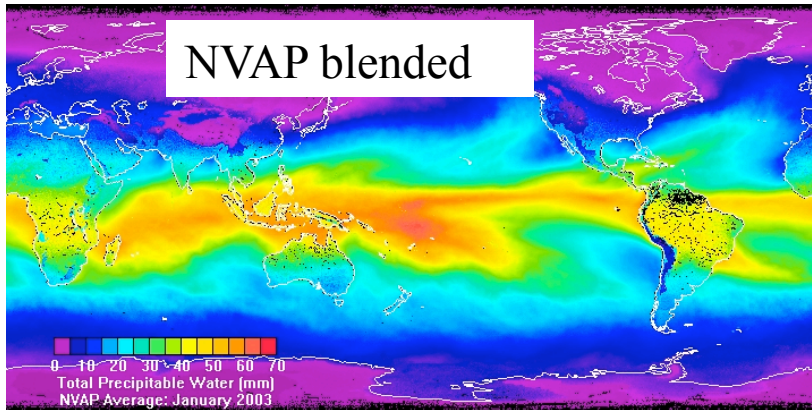 NVAP blended
0 10 20 30 40 50 60 70
Total Precipitable Water (mm)
NVAP Average: January 2003